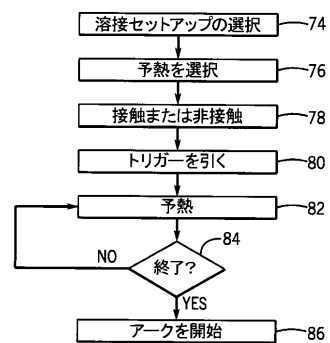 溶接セットアップの選択
74
予熱を選択
76
接触または非接触
78
トリガーを引く
80
予熱
82
84
終了?
NO
YES
アークを開始
86